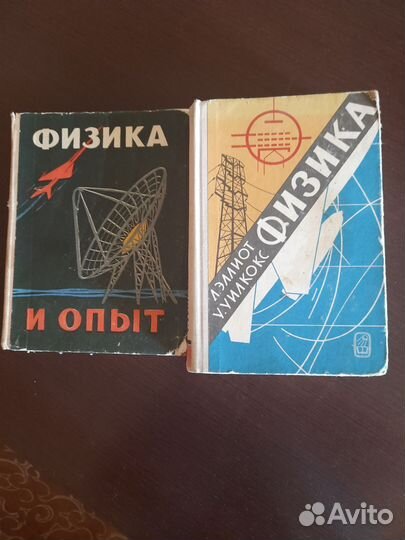 ФИЗИКА
И ОПЫТ
Л. ЭЛЛИОТ
У. УИЛКОКС
ФИЗИКА
Avito